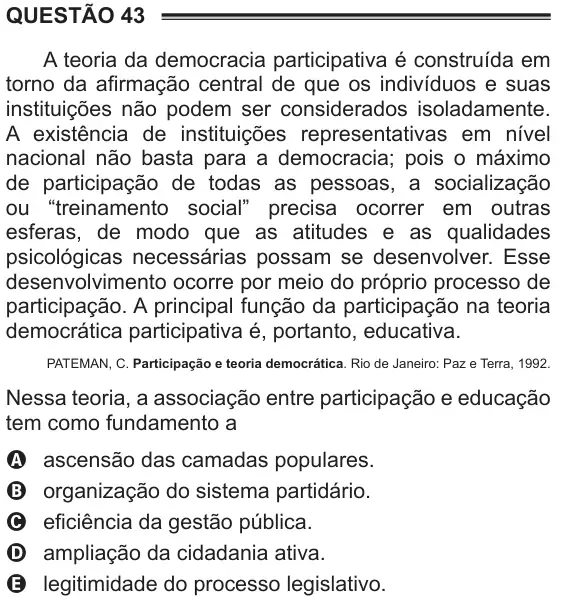 QUESTÃO 43
A teoria da democracia participativa é construída em
torno da afirmação central de que os indivíduos e suas
instituições não podem ser considerados isoladamente.
A existência de instituições representativas em nível
nacional não basta para a democracia; pois o máximo
de participação de todas as pessoas, a socialização
ou “treinamento social” precisa ocorrer em outras
esferas, de modo que as atitudes e as qualidades
psicológicas necessárias possam se desenvolver. Esse
desenvolvimento ocorre por meio do próprio processo de
participação. A principal função da participação na teoria
democrática participativa é, portanto, educativa.
PATEMAN, C. Participação e teoria democrática. Rio de Janeiro: Paz e Terra, 1992.
Nessa teoria, a associação entre participação e educação
tem como fundamento a
A ascensão das camadas populares.
B organização do sistema partidário.
C eficiência da gestão pública.
D ampliação da cidadania ativa.
E legitimidade do processo legislativo.